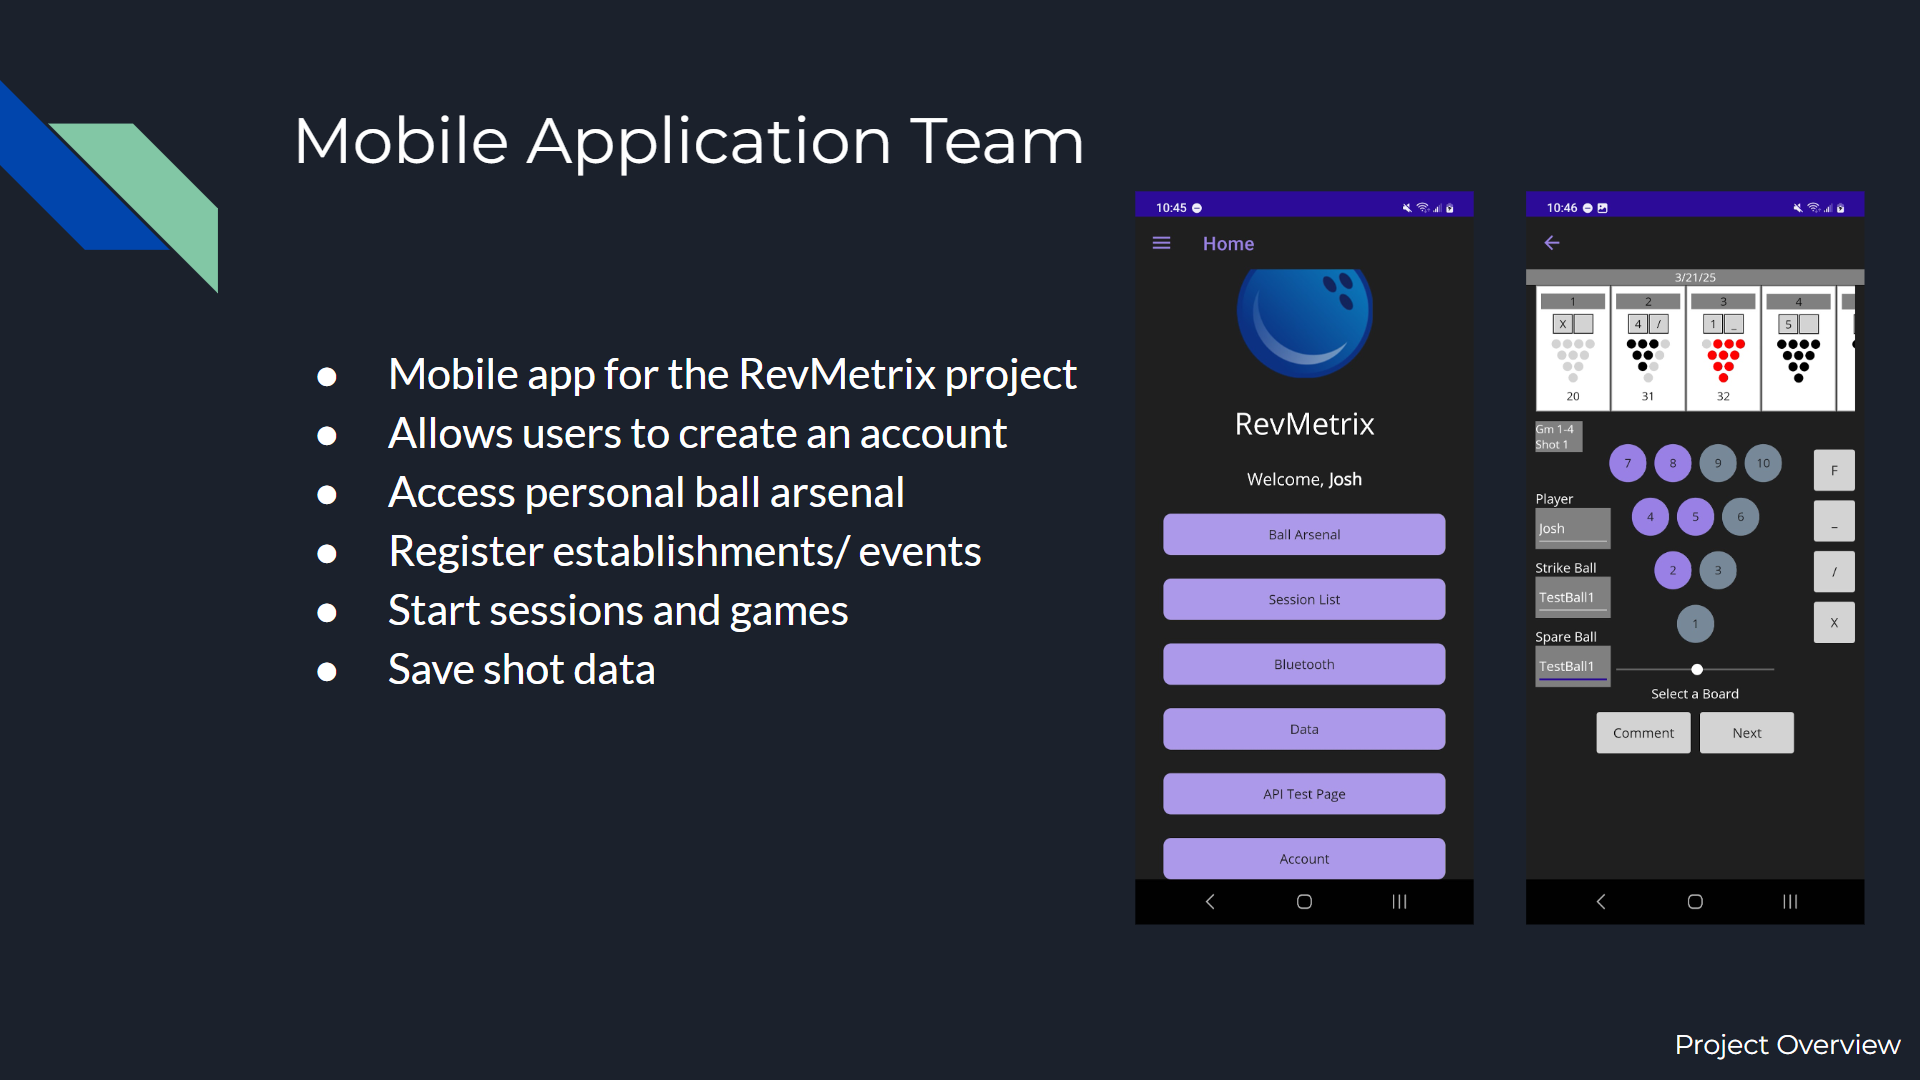 Mobile Application Team
● Mobile app for the RevMetrix project
● Allows users to create an account
● Access personal ball arsenal
● Register establishments/ events
● Start sessions and games
● Save shot data
10:45
Home
RevMetrix
Welcome, Josh
Ball Arsenal
Session List
Bluetooth
Data
API Test Page
Account
10:46
3/21/25
1 2 3 4
X 4 / 1 _ 5
20 31 32
Gm 1-4
Shot 1
7 8 9 10 F
Player
Josh
4 5 6 _
Strike Ball
TestBall1
2 3 /
Spare Ball
TestBall1
1 X
Select a Board
Comment Next
Project Overview